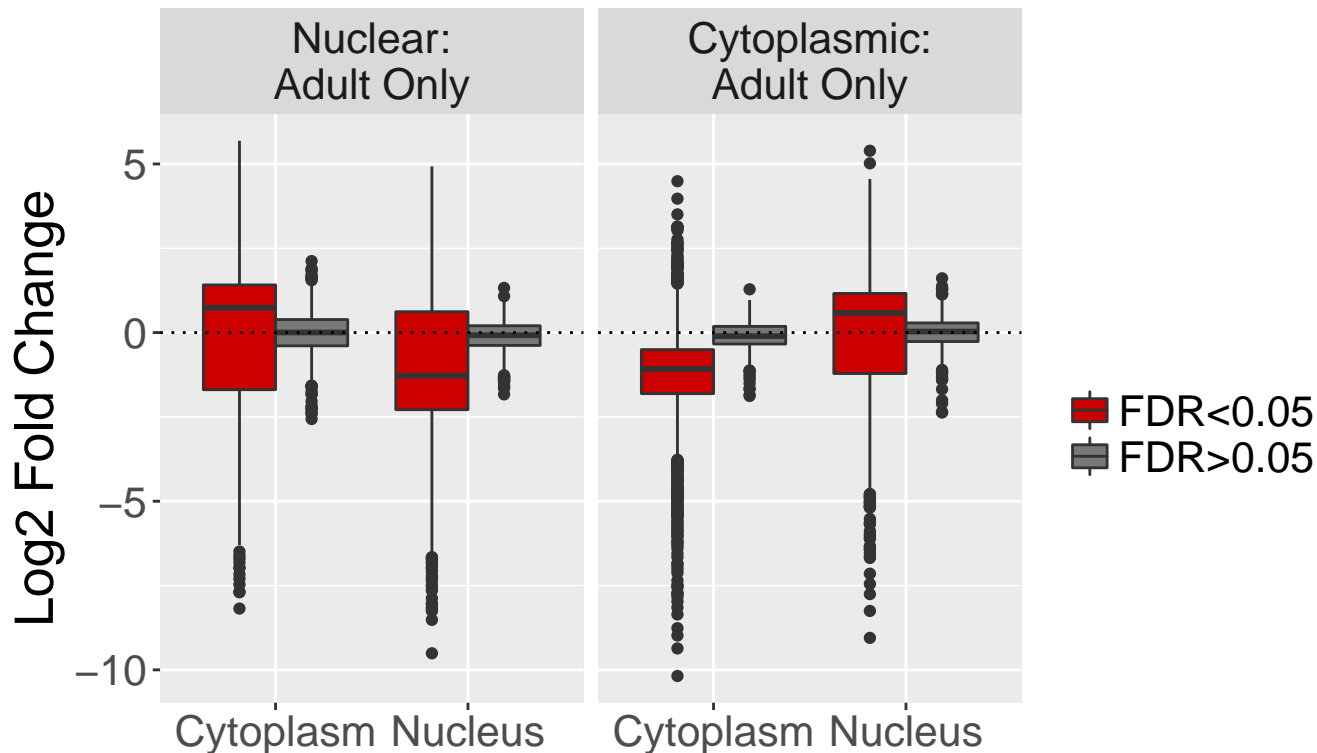 Nuclear:
Adult Only
Cytoplasmic:
Adult Only
Log2 Fold Change
5
0
−5
−10
Cytoplasm Nucleus
Cytoplasm Nucleus
FDR<0.05
FDR>0.05